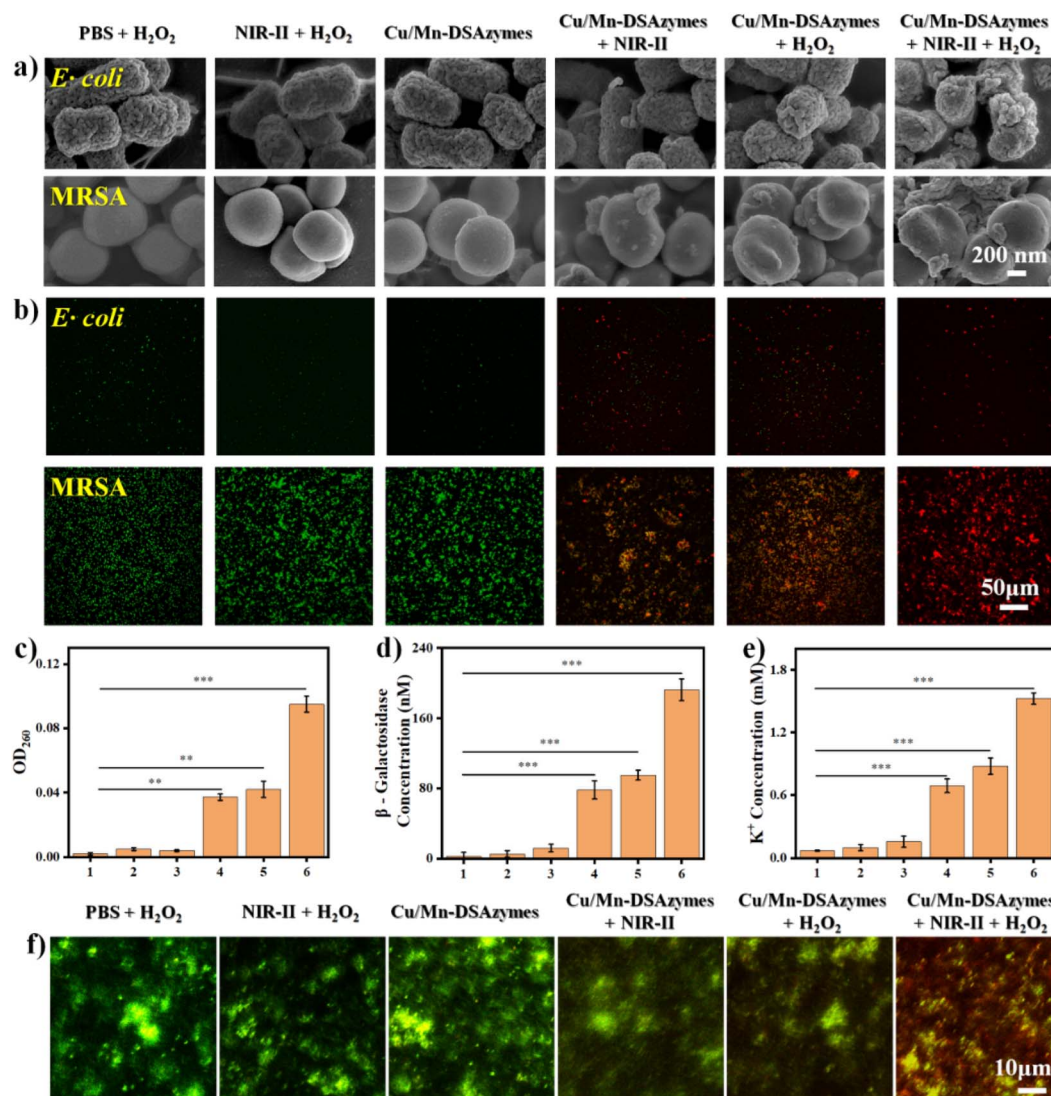 PBS + H₂O₂
NIR-II + H₂O₂
Cu/Mn-DSAzymes
Cu/Mn-DSAzymes
+ NIR-II
Cu/Mn-DSAzymes
+ H₂O₂
Cu/Mn-DSAzymes
+ NIR-II + H₂O₂
a)
E· coli
MRSA
200 nm
b)
E· coli
MRSA
50μm
c)
0.12
0.08
0.04
0.00
OD₂₆₀
***
**
**
1 2 3 4 5 6
d)
240
160
80
0
β - Galactosidase
Concentration (nM)
***
***
***
1 2 3 4 5 6
e)
1.8
1.2
0.6
0.0
K⁺ Concentration (mM)
***
***
***
1 2 3 4 5 6
PBS + H₂O₂
NIR-II + H₂O₂
Cu/Mn-DSAzymes
Cu/Mn-DSAzymes
+ NIR-II
Cu/Mn-DSAzymes
+ H₂O₂
Cu/Mn-DSAzymes
+ NIR-II + H₂O₂
f)
10μm